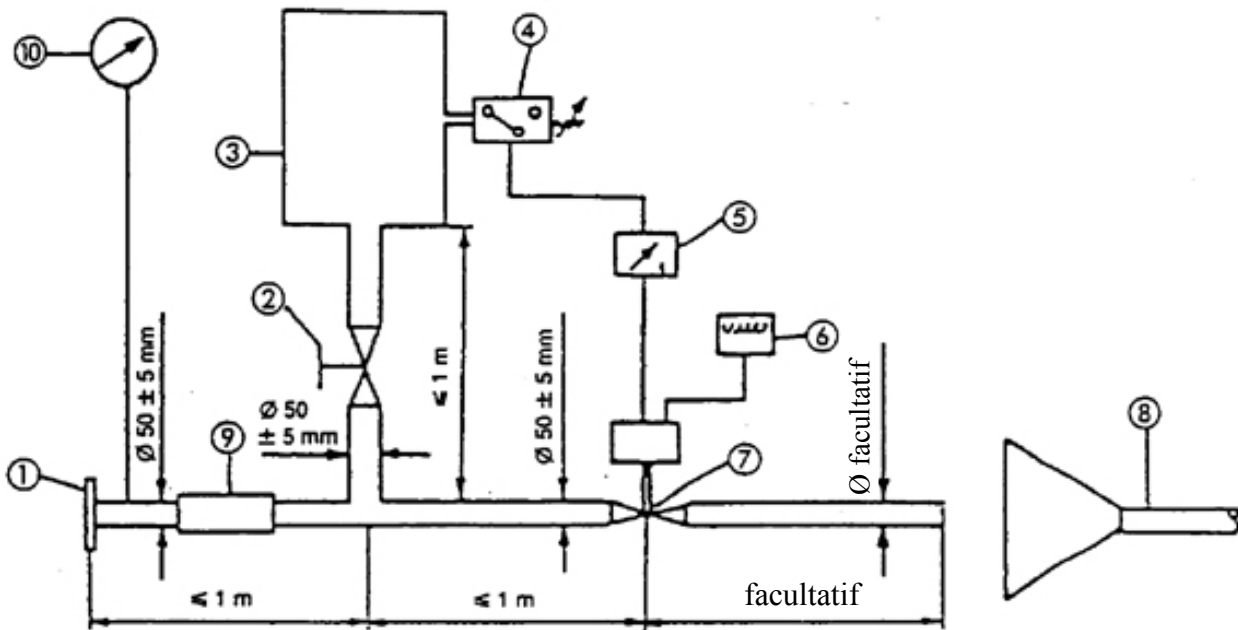 10
4
3
5
2
6
Ø 50 ± 5 mm
Ø 50
± 5 mm
≤ 1 m
Ø 50 ± 5 mm
Ø facultatif
9
7
8
1
≤ 1 m
≤ 1 m
facultatif